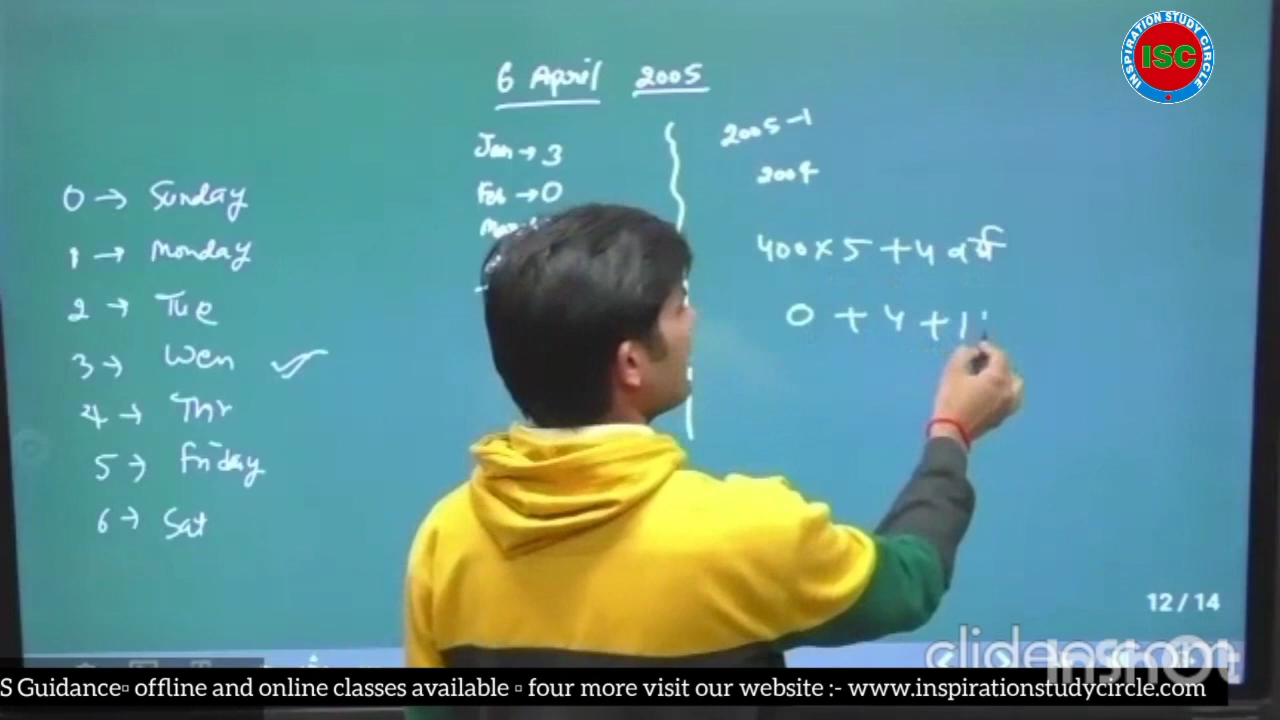 INSPIRATION STUDY CIRCLE
ISC
6 April 2005
Jan → 3
Feb → 0
0 → Sunday
1 → Monday
2 → Tue
3 → Wen ✓
4 → Thr
5 → Friday
6 → Sat
2005-1
2004
400×5+4 वर्ष
0+4+1
12/14
S Guidance▫ offline and online classes available ▫ four more visit our website :- www.inspirationstudycircle.com